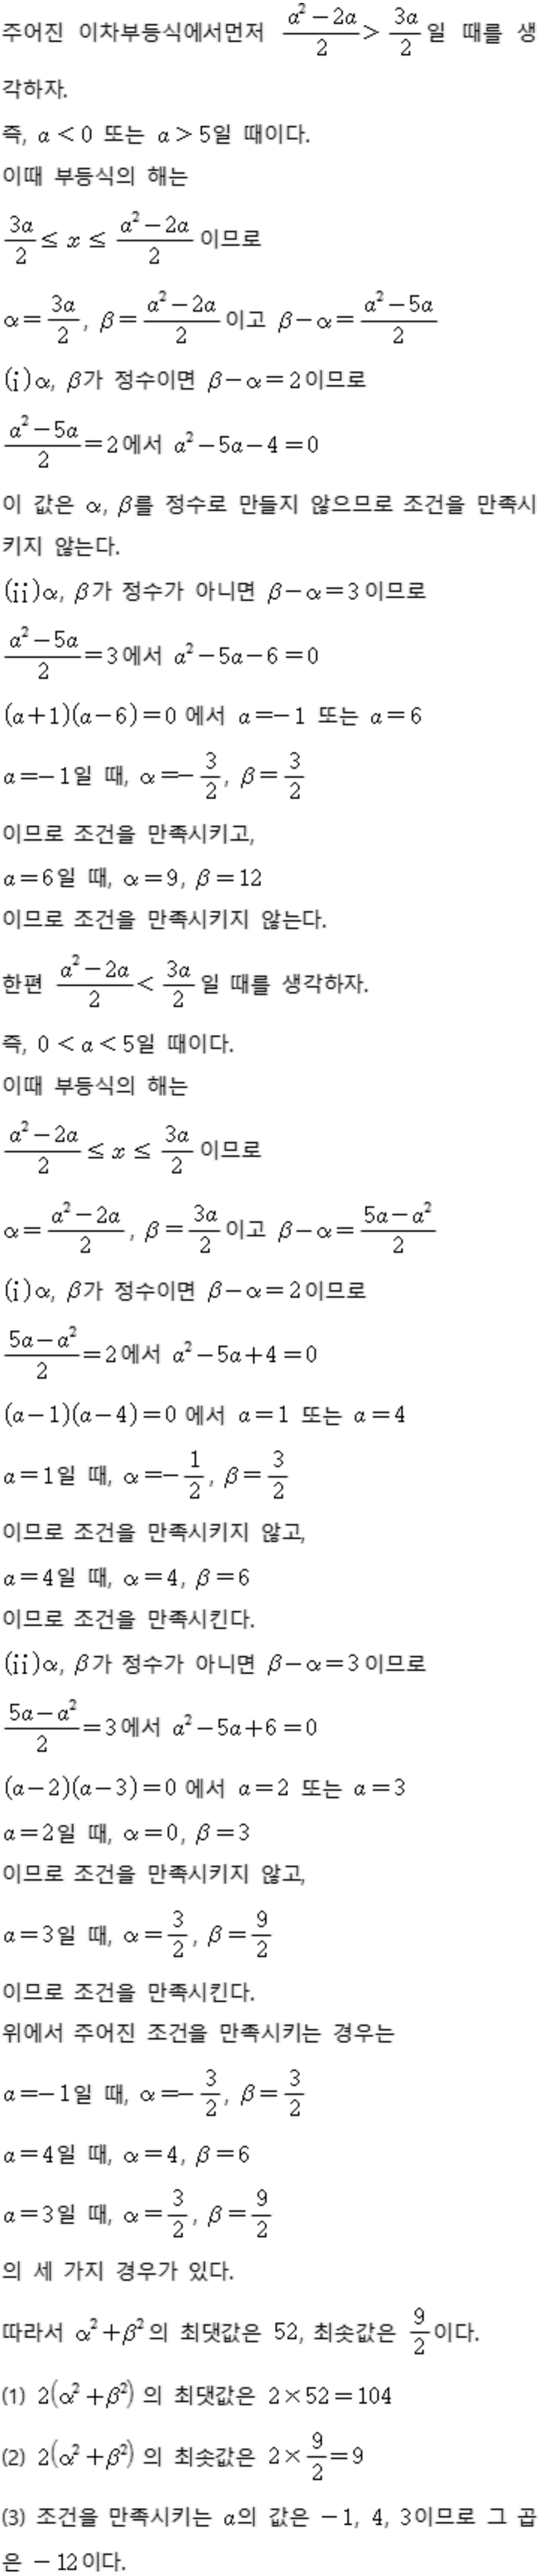 주어진 이차부등식에서먼저 (a²−2a)/2 > 3a/2 일 때를 생
각하자.
즉, a<0 또는 a>5일 때이다.
이때 부등식의 해는
3a/2 ≤ x ≤ (a²−2a)/2 이므로
α=3a/2, β=(a²−2a)/2 이고 β−α=(a²−5a)/2
(i)α, β가 정수이면 β−α=2이므로
(a²−5a)/2=2에서 a²−5a−4=0
이 값은 α, β를 정수로 만들지 않으므로 조건을 만족시
키지 않는다.
(ii)α, β가 정수가 아니면 β−α=3이므로
(a²−5a)/2=3에서 a²−5a−6=0
(a+1)(a−6)=0 에서 a=−1 또는 a=6
a=−1일 때, α=−3/2, β=3/2
이므로 조건을 만족시키고,
a=6일 때, α=9, β=12
이므로 조건을 만족시키지 않는다.
한편 (a²−2a)/2 < 3a/2 일 때를 생각하자.
즉, 0<a<5일 때이다.
이때 부등식의 해는
(a²−2a)/2 ≤ x ≤ 3a/2 이므로
α=(a²−2a)/2, β=3a/2 이고 β−α=(5a−a²)/2
(i)α, β가 정수이면 β−α=2이므로
(5a−a²)/2=2에서 a²−5a+4=0
(a−1)(a−4)=0 에서 a=1 또는 a=4
a=1일 때, α=−1/2, β=3/2
이므로 조건을 만족시키지 않고,
a=4일 때, α=4, β=6
이므로 조건을 만족시킨다.
(ii)α, β가 정수가 아니면 β−α=3이므로
(5a−a²)/2=3에서 a²−5a+6=0
(a−2)(a−3)=0 에서 a=2 또는 a=3
a=2일 때, α=0, β=3
이므로 조건을 만족시키지 않고,
a=3일 때, α=3/2, β=9/2
이므로 조건을 만족시킨다.
위에서 주어진 조건을 만족시키는 경우는
a=−1일 때, α=−3/2, β=3/2
a=4일 때, α=4, β=6
a=3일 때, α=3/2, β=9/2
의 세 가지 경우가 있다.
따라서 α²+β²의 최댓값은 52, 최솟값은 9/2이다.
(1) 2(α²+β²) 의 최댓값은 2×52=104
(2) 2(α²+β²) 의 최솟값은 2×9/2=9
(3) 조건을 만족시키는 a의 값은 −1, 4, 3이므로 그 곱
은 −12이다.